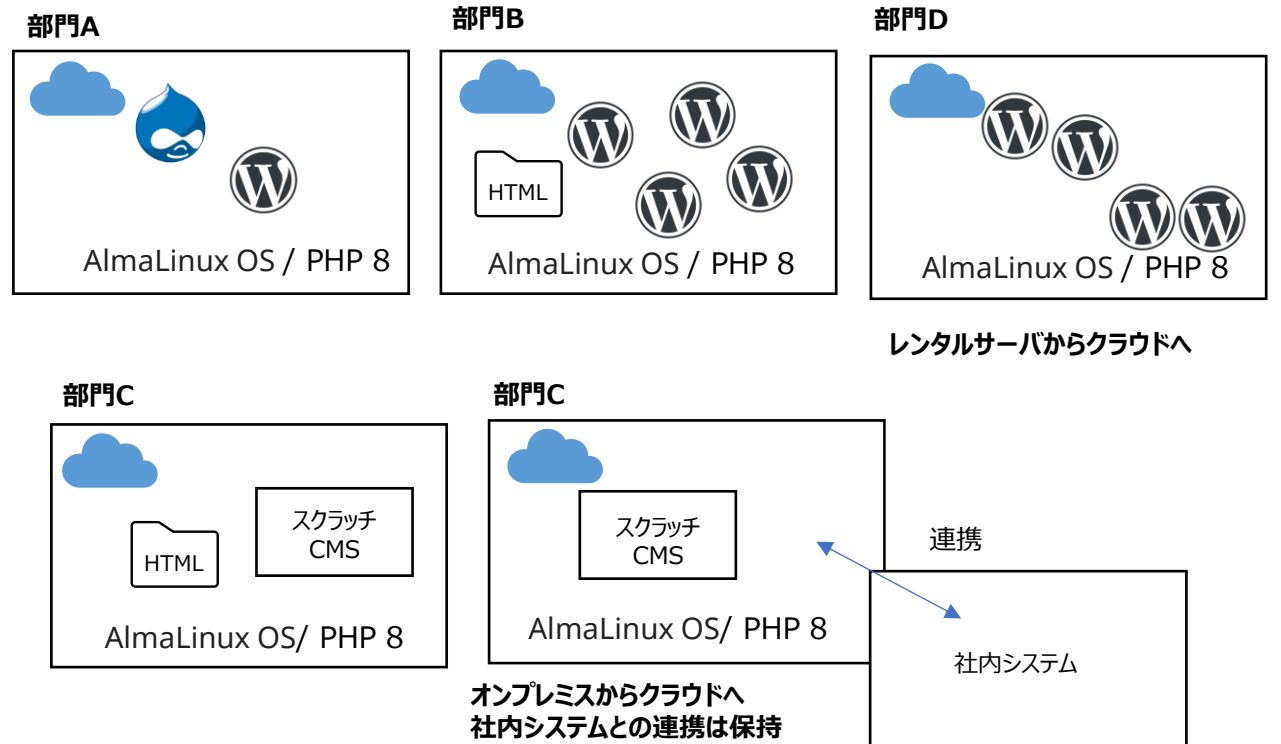 部門A
部門B
部門D
HTML
AlmaLinux OS / PHP 8
AlmaLinux OS / PHP 8
AlmaLinux OS / PHP 8
レンタルサーバからクラウドへ
部門C
部門C
スクラッチ
CMS
HTML
AlmaLinux OS/ PHP 8
スクラッチ
CMS
AlmaLinux OS/ PHP 8
連携
社内システム
オンプレミスからクラウドへ
社内システムとの連携は保持